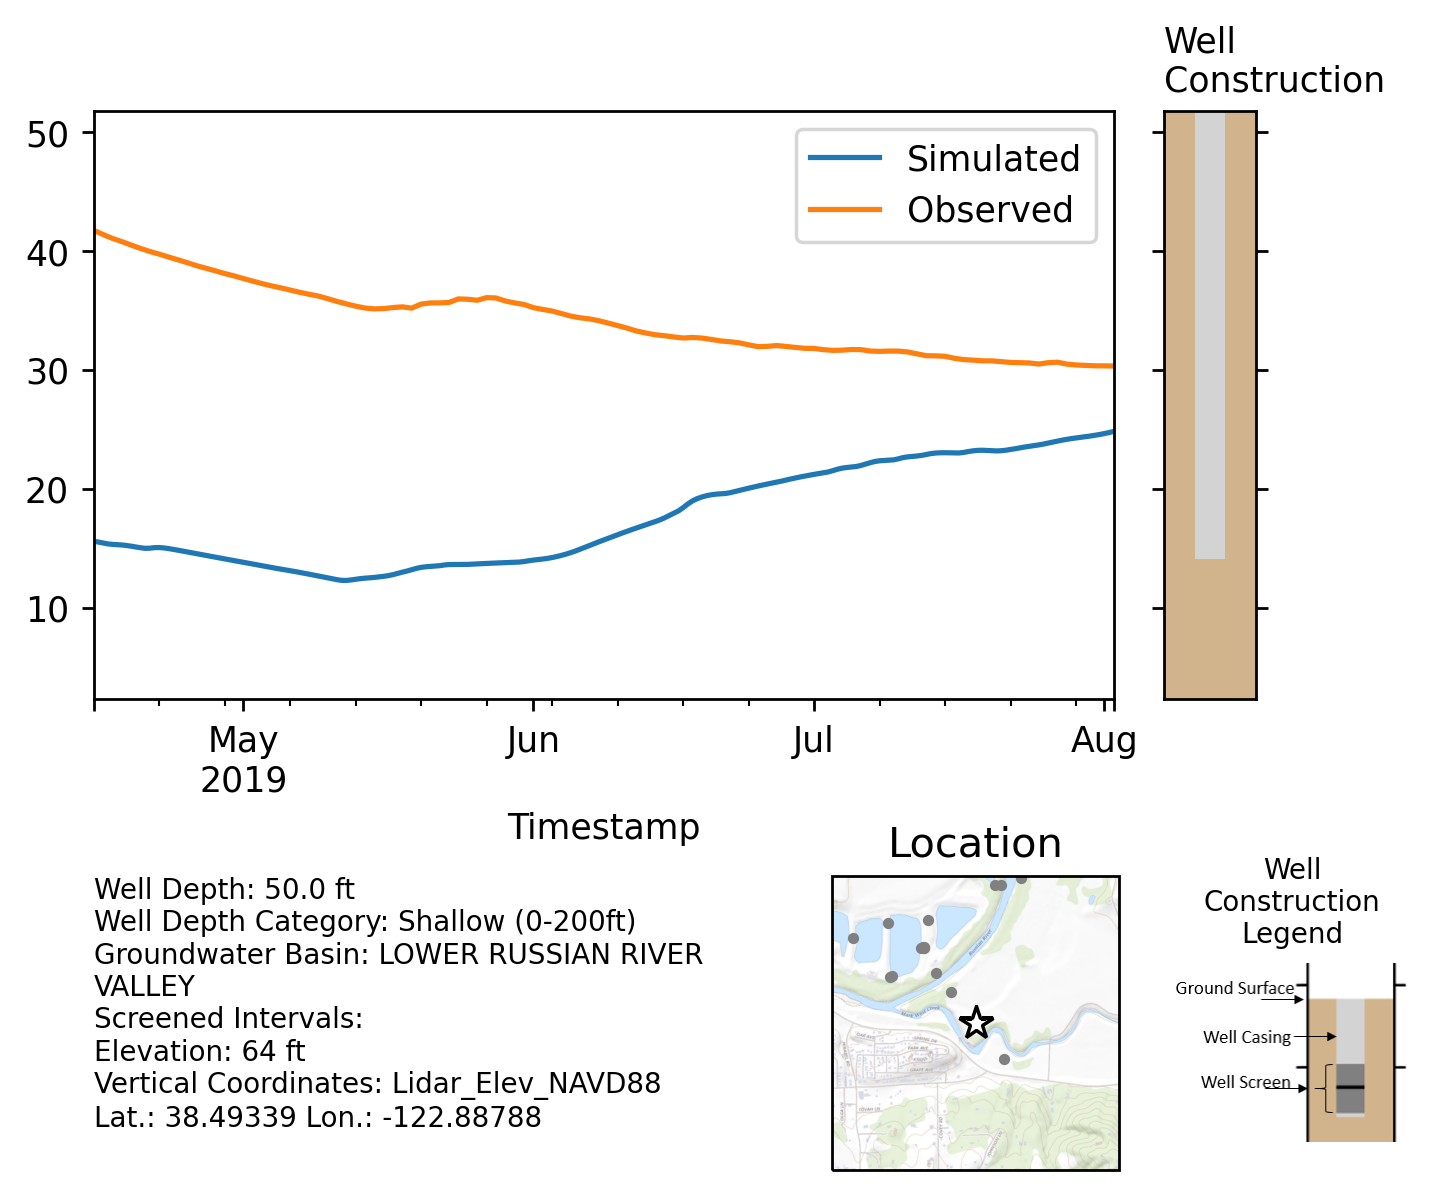 Well
Construction
50
40
30
20
10
Simulated
Observed
May
2019
Jun
Jul
Aug
Timestamp
Well Depth: 50.0 ft
Well Depth Category: Shallow (0-200ft)
Groundwater Basin: LOWER RUSSIAN RIVER
VALLEY
Screened Intervals:
Elevation: 64 ft
Vertical Coordinates: Lidar_Elev_NAVD88
Lat.: 38.49339 Lon.: -122.88788
Location
Well
Construction
Legend
Ground Surface
Well Casing
Well Screen